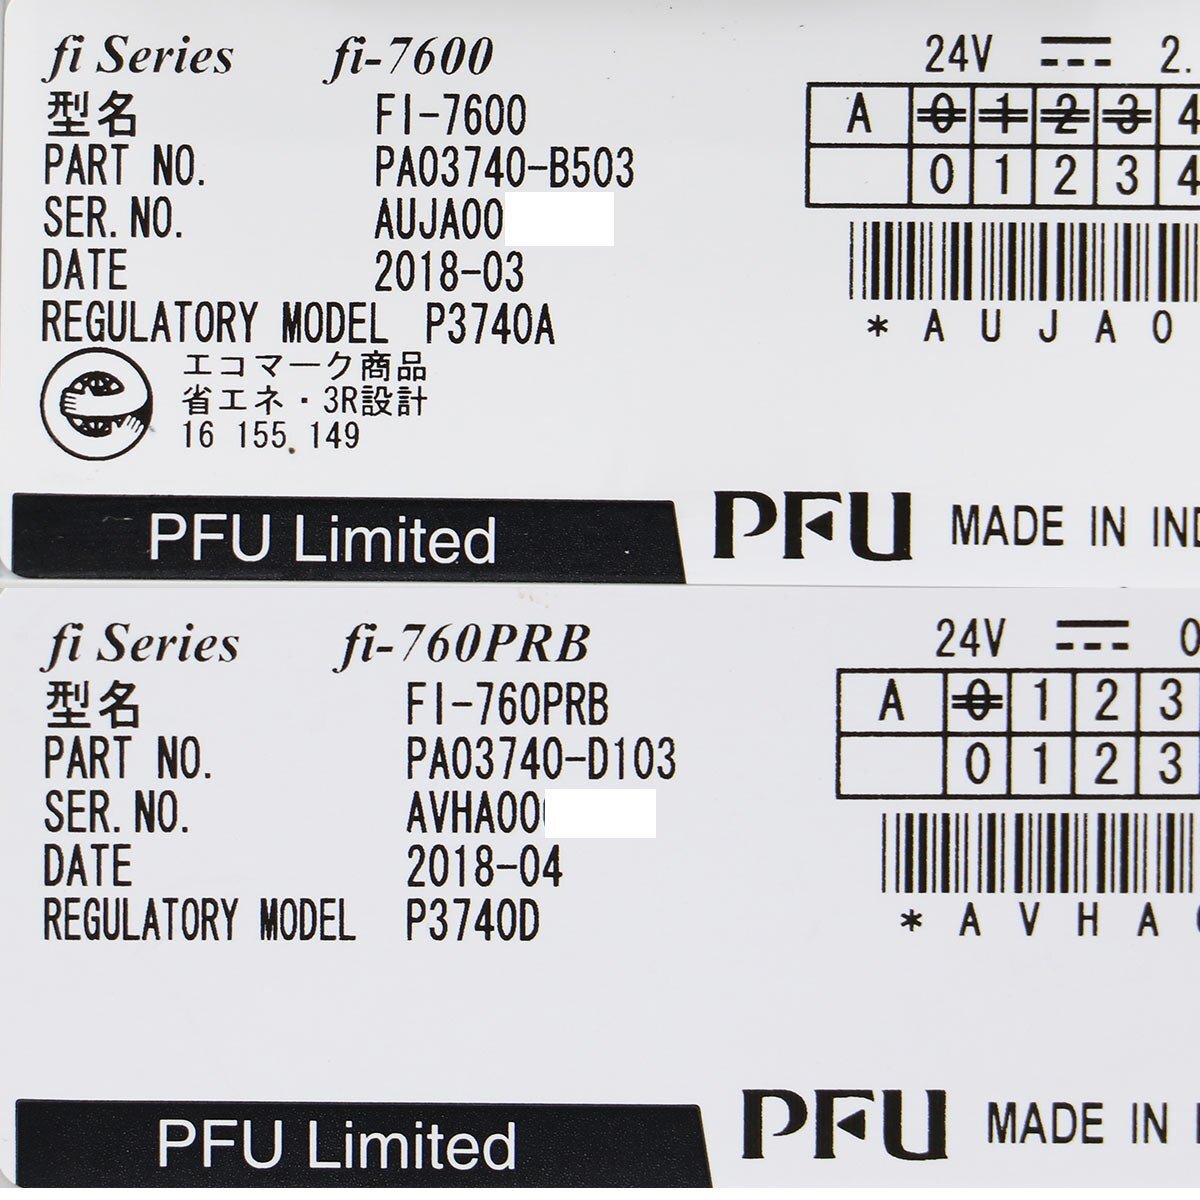 fi Series fi-7600 24V 2.
型名 FI-7600 A 0 1 2 3 4
PART NO. PA03740-B503 0 1 2 3 4
SER.NO. AUJA00
DATE 2018-03
REGULATORY MODEL P3740A * A U J A 0
エコマーク商品
省エネ・3R設計
16 155 149
PFU Limited PFU MADE IN
fi Series fi-760PRB 24V 0
型名 FI-760PRB A 0 1 2 3
PART NO. PA03740-D103 0 1 2 3
SER.NO. AVHA00
DATE 2018-04
REGULATORY MODEL P3740D * A V H A
PFU Limited PFU MADE IN